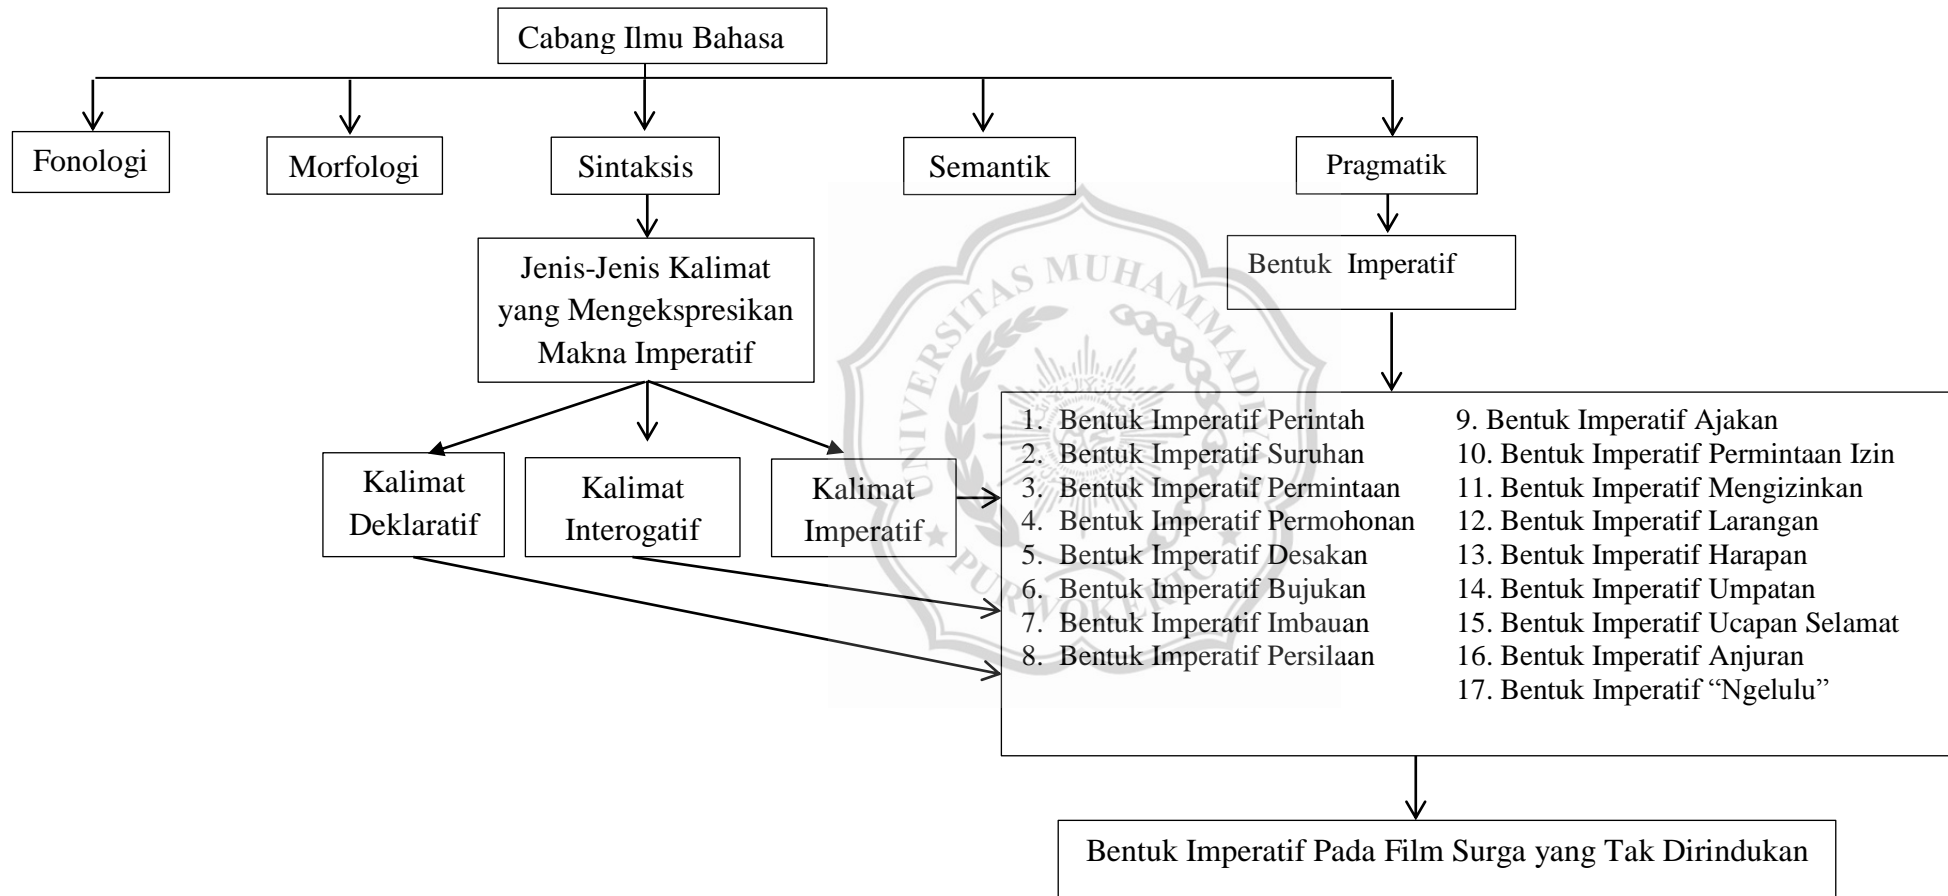 Cabang Ilmu Bahasa
Fonologi
Morfologi
Sintaksis
Semantik
Pragmatik
Jenis-Jenis Kalimat
yang Mengekspresikan
Makna Imperatif
Bentuk Imperatif
Kalimat
Deklaratif
Kalimat
Interogatif
Kalimat
Imperatif
1. Bentuk Imperatif Perintah
2. Bentuk Imperatif Suruhan
3. Bentuk Imperatif Permintaan
4. Bentuk Imperatif Permohonan
5. Bentuk Imperatif Desakan
6. Bentuk Imperatif Bujukan
7. Bentuk Imperatif Imbauan
8. Bentuk Imperatif Persilaan
9. Bentuk Imperatif Ajakan
10. Bentuk Imperatif Permintaan Izin
11. Bentuk Imperatif Mengizinkan
12. Bentuk Imperatif Larangan
13. Bentuk Imperatif Harapan
14. Bentuk Imperatif Umpatan
15. Bentuk Imperatif Ucapan Selamat
16. Bentuk Imperatif Anjuran
17. Bentuk Imperatif “Ngelulu”
Bentuk Imperatif Pada Film Surga yang Tak Dirindukan
UNIVERSITAS MUHAMMADIYAH
PURWOKERTO